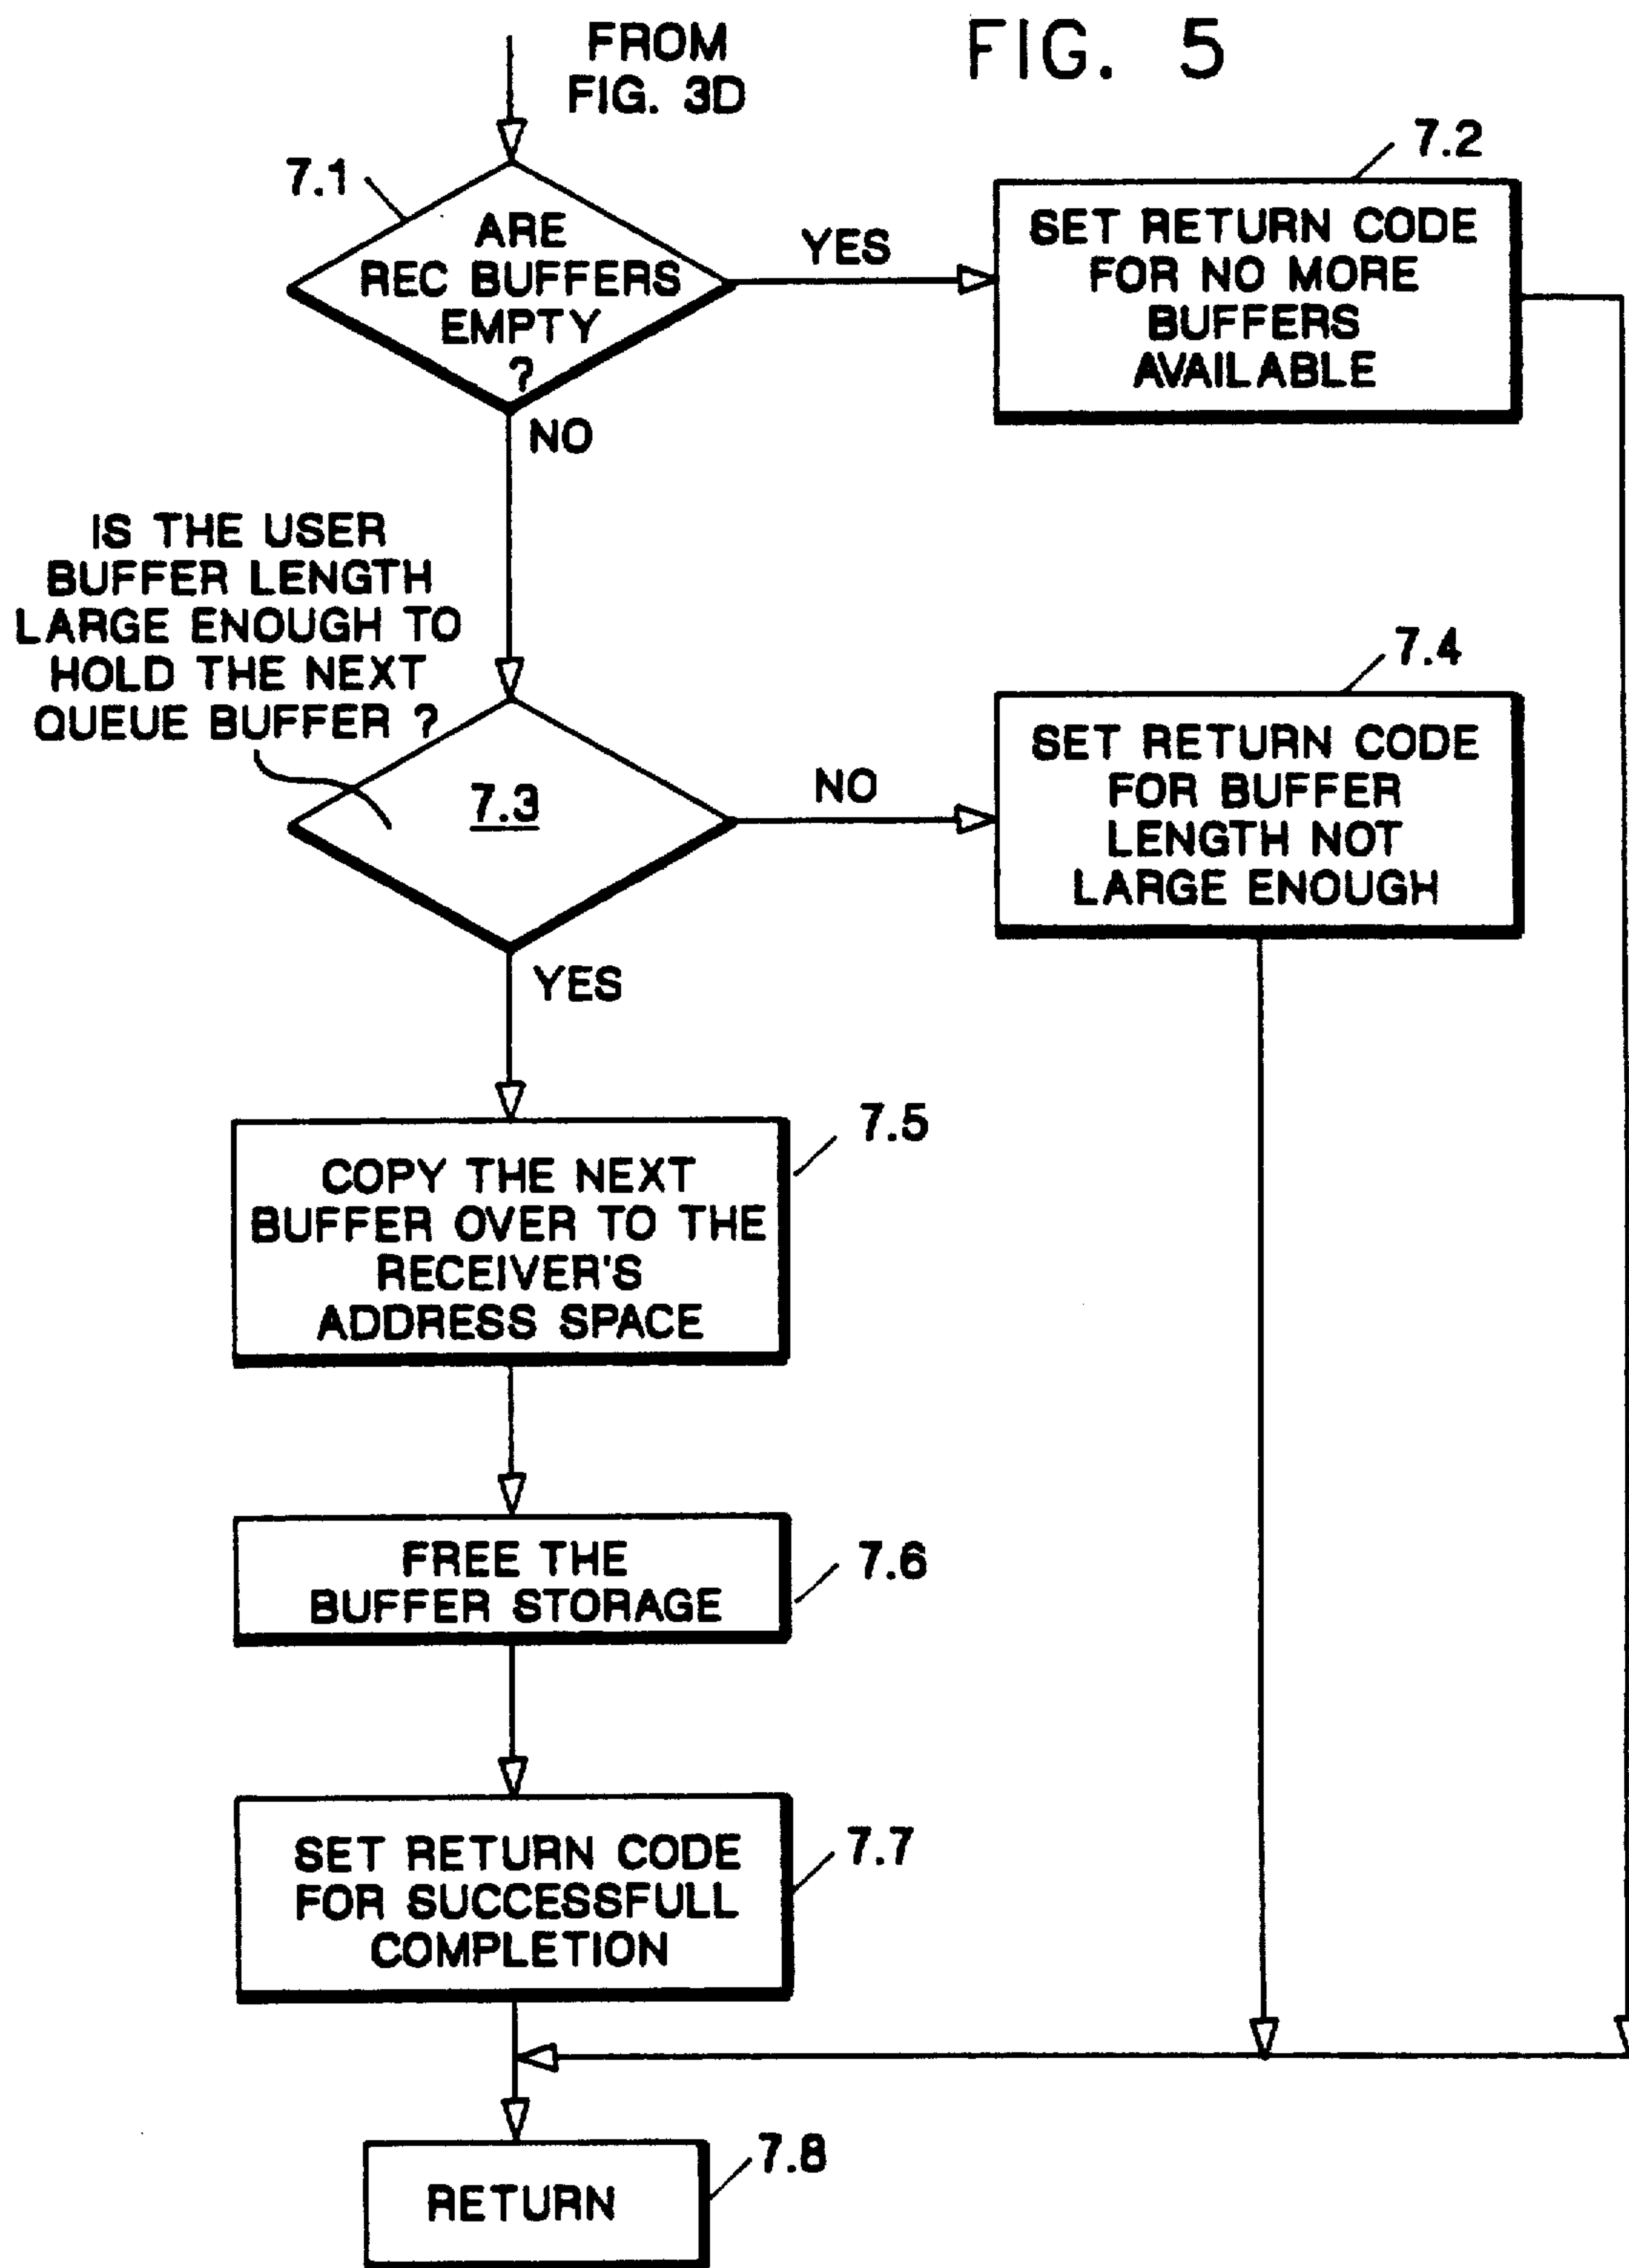 FROM
FIG. 3D
FIG. 5
7.1
ARE
REC BUFFERS
EMPTY
?
YES
7.2
SET RETURN CODE
FOR NO MORE
BUFFERS
AVAILABLE
NO
IS THE USER
BUFFER LENGTH
LARGE ENOUGH TO
HOLD THE NEXT
QUEUE BUFFER ?
7.3
NO
7.4
SET RETURN CODE
FOR BUFFER
LENGTH NOT
LARGE ENOUGH
YES
7.5
COPY THE NEXT
BUFFER OVER TO THE
RECEIVER'S
ADDRESS SPACE
7.6
FREE THE
BUFFER STORAGE
7.7
SET RETURN CODE
FOR SUCCESSFULL
COMPLETION
7.8
RETURN